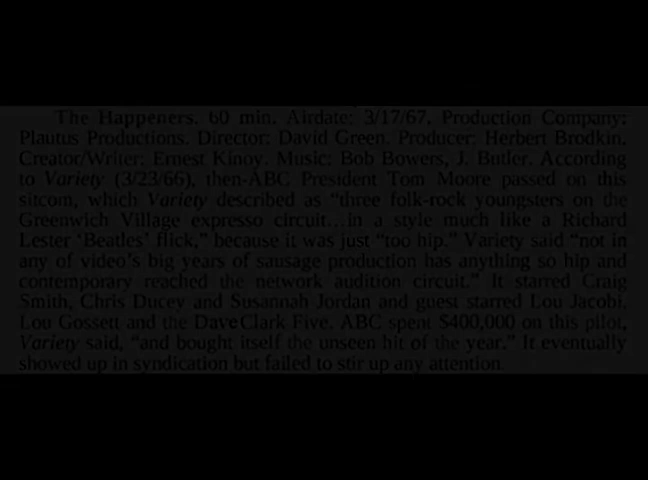 The Happeners. 60 min. Airdate: 3/17/67. Production Company:
Plautus Productions. Director: David Green. Producer: Herbert Brodkin.
Creator/Writer: Ernest Kinoy. Music: Bob Bowers, J. Butler. According
to Variety (3/23/66), then-ABC President Tom Moore passed on this
sitcom, which Variety described as “three folk-rock youngsters on the
Greenwich Village expresso circuit...in a style much like a Richard
Lester ‘Beatles’ flick,” because it was just “too hip.” Variety said “not in
any of video’s big years of sausage production has anything so hip and
contemporary reached the network audition circuit.” It starred Craig
Smith, Chris Ducey and Susannah Jordan and guest starred Lou Jacobi,
Lou Gossett and the Dave Clark Five. ABC spent $400,000 on this pilot,
Variety said, “and bought itself the unseen hit of the year.” It eventually
showed up in syndication but failed to stir up any attention.